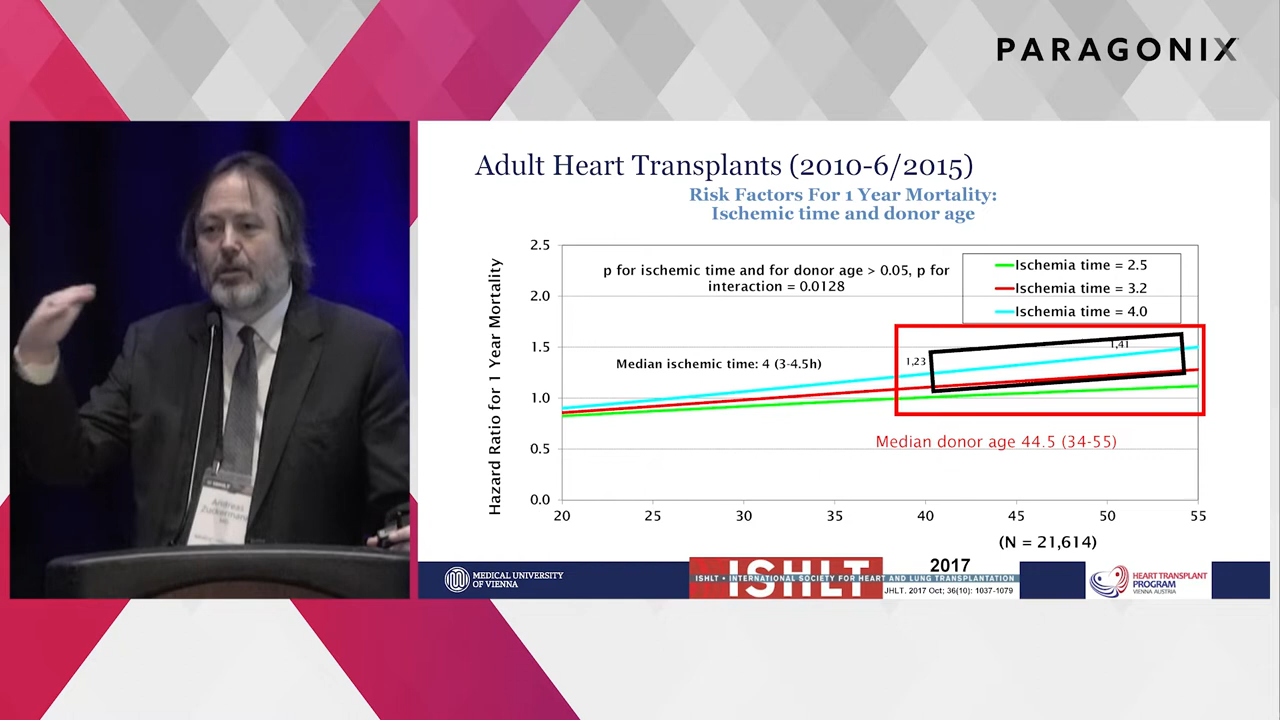 PARAGONIX
Adult Heart Transplants (2010-6/2015)
Risk Factors For 1 Year Mortality:
Ischemic time and donor age
Hazard Ratio for 1 Year Mortality
2.5
2.0
1.5
1.0
0.5
0.0
p for ischemic time and for donor age > 0.05, p for
interaction = 0.0128
Ischemia time = 2.5
Ischemia time = 3.2
Ischemia time = 4.0
Median ischemic time: 4 (3-4.5h)
1,23
1,41
Median donor age 44.5 (34-55)
20 25 30 35 40 45 50 55
(N = 21,614)
Andreas
Zuckermann
MEDICAL UNIVERSITY
OF VIENNA
ISHLT
ISHLT • INTERNATIONAL SOCIETY FOR HEART AND LUNG TRANSPLANTATION
2017
JHLT. 2017 Oct; 36(10): 1037-1079
HEART TRANSPLANT
PROGRAM
VIENNA AUSTRIA